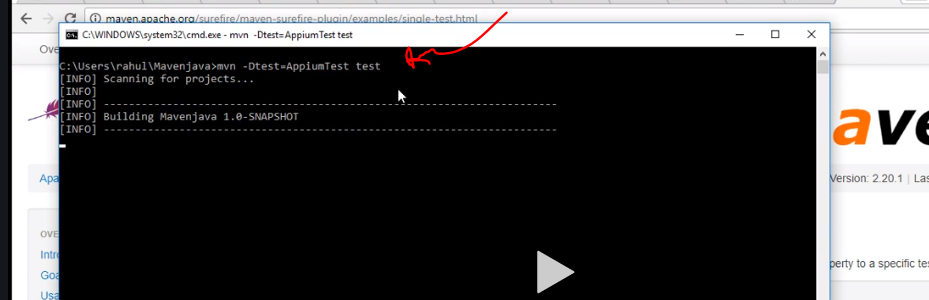 maven.apache.org/surefire/maven-surefire-plugin/examples/single-test.html
C:\WINDOWS\system32\cmd.exe - mvn -Dtest=AppiumTest test
C:\Users\rahul\Mavenjava>mvn -Dtest=AppiumTest test
[INFO] Scanning for projects...
[INFO]
[INFO] ------------------------------------------------------------------------
[INFO] Building Mavenjava 1.0-SNAPSHOT
[INFO] ------------------------------------------------------------------------
Ove
ave
Apa
Version: 2.20.1 | Las
OVE
Intro
perty to a specific tes
Goa
Usa